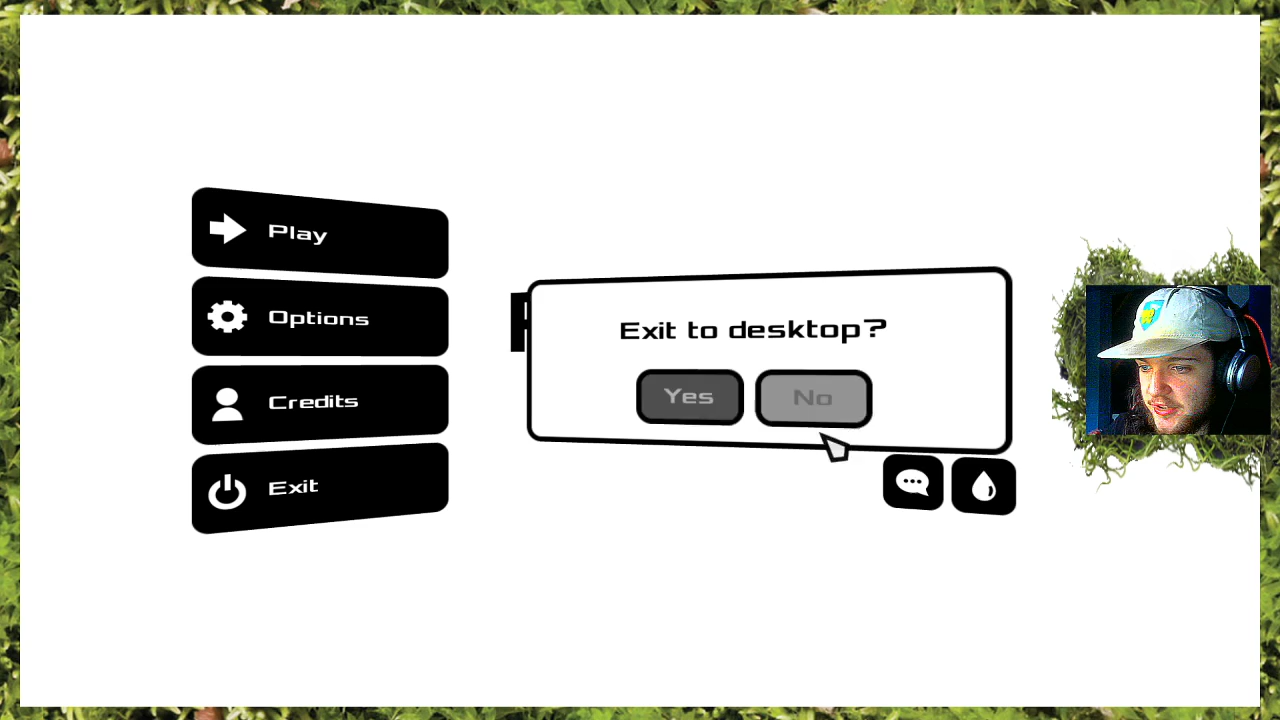 Play
Options
Credits
Exit
Exit to desktop?
Yes
No